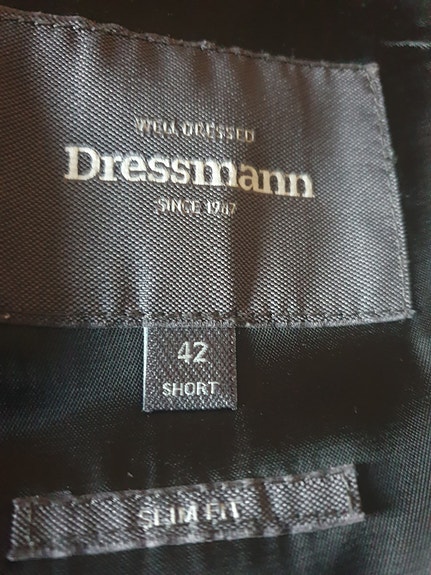 WELL DRESSED
Dressmann
SINCE 1967
42
SHORT
SLIM FIT